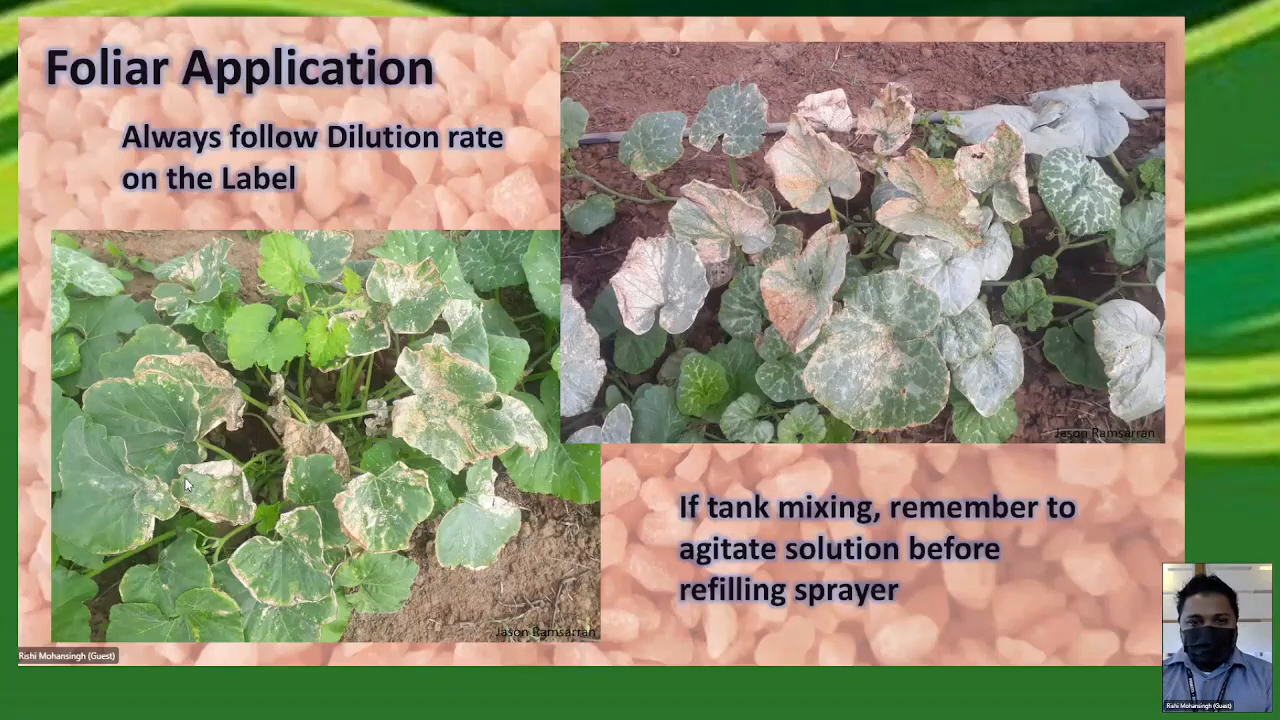 Foliar Application
Always follow Dilution rate
on the Label
Jason Ramsarran
If tank mixing, remember to
agitate solution before
refilling sprayer
Jason Ramsarran
Rishi Mohansingh (Guest)
Rishi Mohansingh (Guest)